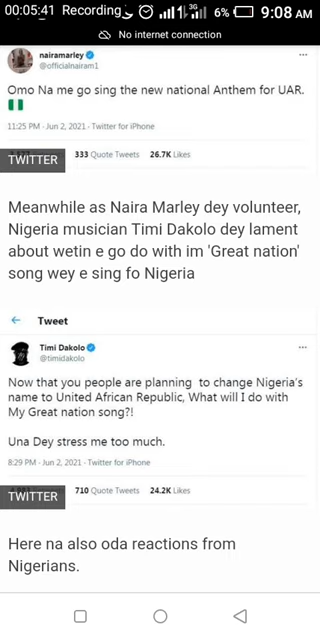 00:05:41 Recording 3G 6% 9:08 AM
No internet connection
nairamarley
@officialnairam1
Omo Na me go sing the new national Anthem for UAR.
11:25 PM - Jun 2, 2021 - Twitter for iPhone
TWITTER 333 Quote Tweets 26.7K Likes
Meanwhile as Naira Marley dey volunteer,
Nigeria musician Timi Dakolo dey lament
about wetin e go do with im 'Great nation'
song wey e sing fo Nigeria
← Tweet
Timi Dakolo
@timidakolo
Now that you people are planning to change Nigeria's
name to United African Republic, What will I do with
My Great nation song?!
Una Dey stress me too much.
8:29 PM - Jun 2, 2021 - Twitter for iPhone
TWITTER 710 Quote Tweets 24.2K Likes
Here na also oda reactions from
Nigerians.